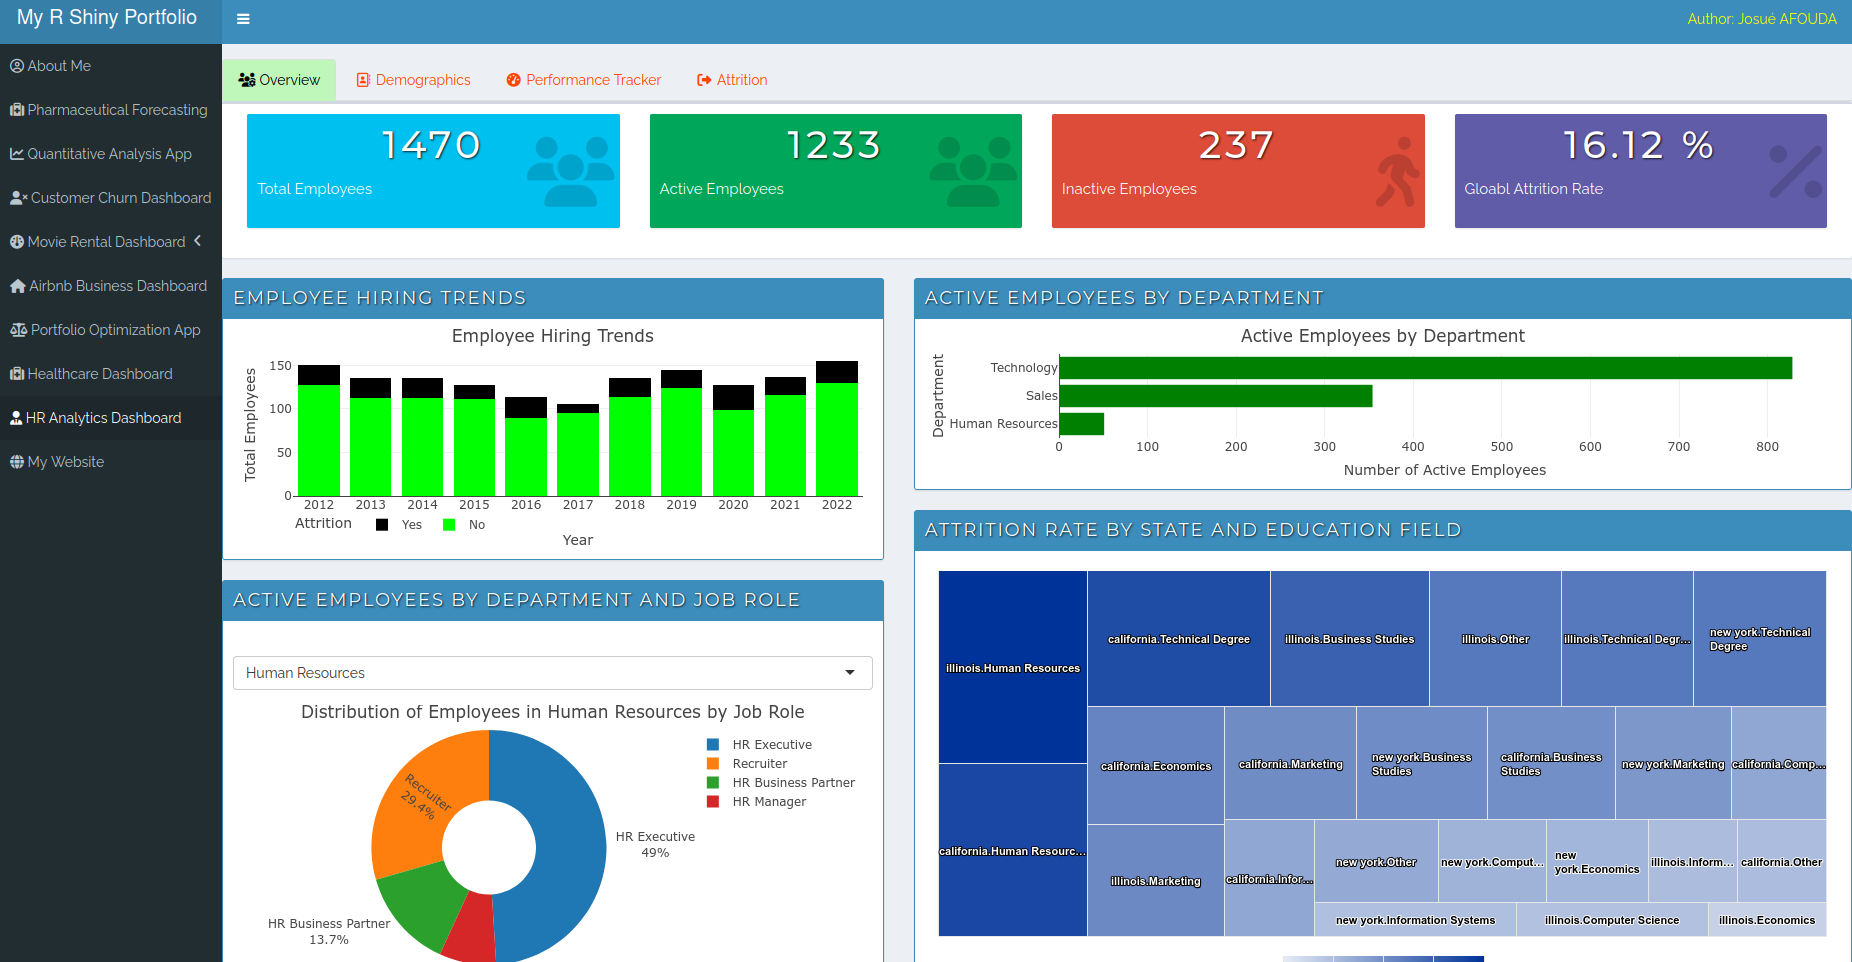 My R Shiny Portfolio
Author: Josué AFOUDA
About Me
Pharmaceutical Forecasting
Quantitative Analysis App
Customer Churn Dashboard
Movie Rental Dashboard
Airbnb Business Dashboard
Portfolio Optimization App
Healthcare Dashboard
HR Analytics Dashboard
My Website
Overview
Demographics
Performance Tracker
Attrition
1470
Total Employees
1233
Active Employees
237
Inactive Employees
16.12 %
Gloabl Attrition Rate
EMPLOYEE HIRING TRENDS
Employee Hiring Trends
Total Employees
150
100
50
0
2012 2013 2014 2015 2016 2017 2018 2019 2020 2021 2022
Attrition Yes No
Year
ACTIVE EMPLOYEES BY DEPARTMENT
Active Employees by Department
Department
Technology
Sales
Human Resources
0 100 200 300 400 500 600 700 800
Number of Active Employees
ACTIVE EMPLOYEES BY DEPARTMENT AND JOB ROLE
Human Resources
Distribution of Employees in Human Resources by Job Role
HR Executive
Recruiter
HR Business Partner
HR Manager
Recruiter
29.4%
HR Executive
49%
HR Business Partner
13.7%
ATTRITION RATE BY STATE AND EDUCATION FIELD
illinois.Human Resources
california.Human Resourc...
california.Technical Degree
illinois.Business Studies
illinois.Other
illinois.Technical Degr...
new york.Technical
Degree
california.Economics
california.Marketing
new york.Business
Studies
california.Business
Studies
new york.Marketing
california.Comp...
illinois.Marketing
california.Infor...
new york.Other
new york.Comput...
new
york.Economics
illinois.Inform...
california.Other
new york.Information Systems
illinois.Computer Science
illinois.Economics